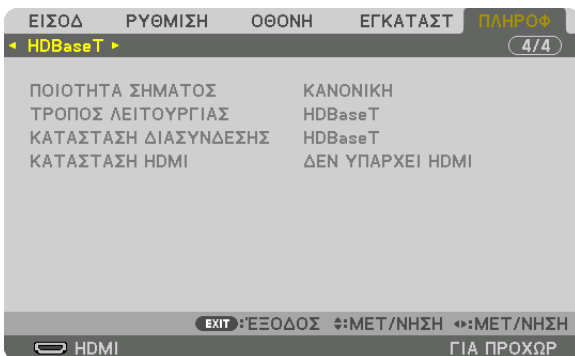 ΕΙΣΟΔ ΡΥΘΜΙΣΗ ΟΘΟΝΗ ΕΓΚΑΤΑΣΤ ΠΛΗΡΟΦ
◂ HDBaseT ▸ 4/4
ΠΟΙΟΤΗΤΑ ΣΗΜΑΤΟΣ ΚΑΝΟΝΙΚΗ
ΤΡΟΠΟΣ ΛΕΙΤΟΥΡΓΙΑΣ HDBaseT
ΚΑΤΑΣΤΑΣΗ ΔΙΑΣΥΝΔΕΣΗΣ HDBaseT
ΚΑΤΑΣΤΑΣΗ HDMI ΔΕΝ ΥΠΑΡΧΕΙ HDMI
EXIT:ΈΞΟΔΟΣ ♦:ΜΕΤ/ΝΗΣΗ ◂▸:ΜΕΤ/ΝΗΣΗ
HDMI ΓΙΑ ΠΡΟΧΩΡ